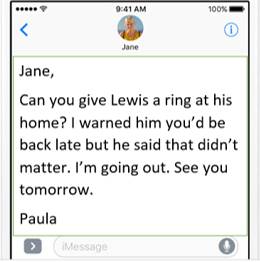 9:41 AM
100%
Jane
Jane,
Can you give Lewis a ring at his
home? I warned him you’d be
back late but he said that didn’t
matter. I’m going out. See you
tomorrow.
Paula
iMessage